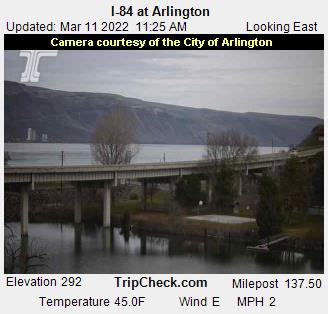 I-84 at Arlington
Updated: Mar 11 2022 11:25 AM Looking East
Camera courtesy of the City of Arlington
Elevation 292 TripCheck.com Milepost 137.50
Temperature 45.0F Wind E MPH 2